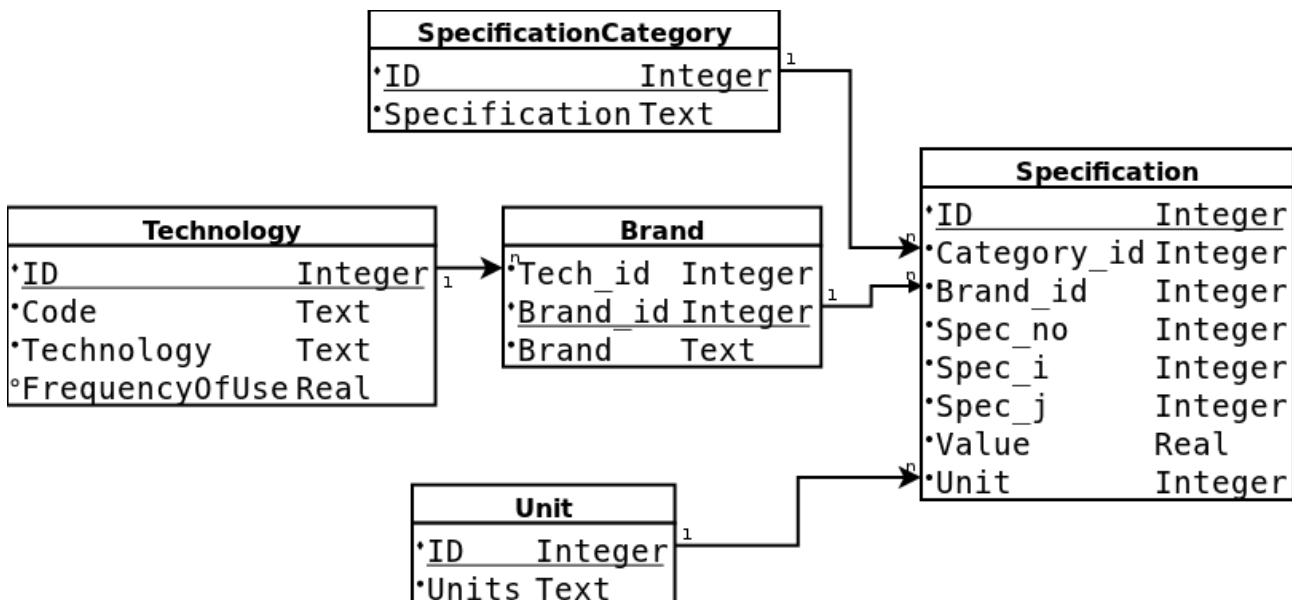 SpecificationCategory
ID Integer
Specification Text
1
Technology
ID Integer
Code Text
Technology Text
FrequencyOfUse Real
1
Brand
n
Tech_id Integer
Brand_id Integer
Brand Text
1
Specification
ID Integer
n
Category_id Integer
n
Brand_id Integer
Spec_no Integer
Spec_i Integer
Spec_j Integer
Value Real
n
Unit Integer
Unit
ID Integer
Units Text
1